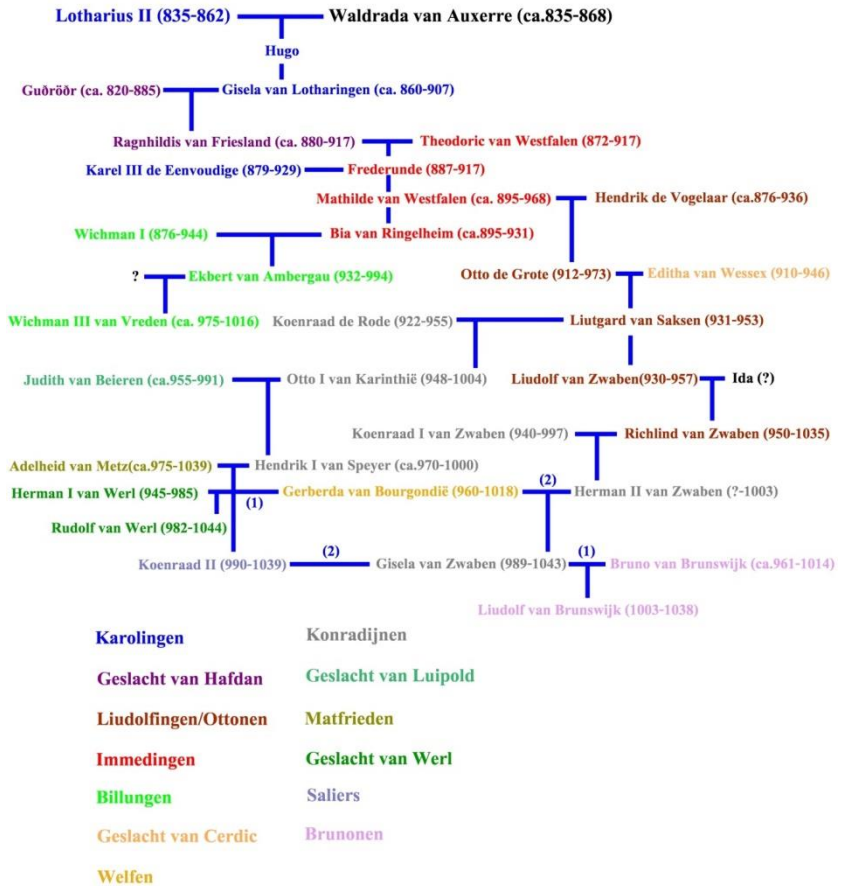 Lotharius II (835-862) Waldrada van Auxerre (ca.835-868)
Hugo
Guðröðr (ca. 820-885) Gisela van Lotharingen (ca. 860-907)
Ragnhildis van Friesland (ca. 880-917) Theodoric van Westfalen (872-917)
Karel III de Eenvoudige (879-929) Frederunde (887-917)
Mathilde van Westfalen (ca. 895-968) Hendrik de Vogelaar (ca.876-936)
Wichman I (876-944) Bia van Ringelheim (ca.895-931)
? Ekbert van Ambergau (932-994) Otto de Grote (912-973) Editha van Wessex (910-946)
Wichman III van Vreden (ca. 975-1016) Koenraad de Rode (922-955) Liutgard van Saksen (931-953)
Judith van Beieren (ca.955-991) Otto I van Karinthië (948-1004) Liudolf van Zwaben(930-957) Ida (?)
Koenraad I van Zwaben (940-997) Richlind van Zwaben (950-1035)
Adelheid van Metz(ca.975-1039) Hendrik I van Speyer (ca.970-1000)
Herman I van Werl (945-985) (1) Gerberda van Bourgondië (960-1018) (2) Herman II van Zwaben (?-1003)
Rudolf van Werl (982-1044)
Koenraad II (990-1039) (2) Gisela van Zwaben (989-1043) (1) Bruno van Brunswijk (ca.961-1014)
Liudolf van Brunswijk (1003-1038)
Karolingen Konradijnen
Geslacht van Hafdan Geslacht van Luipold
Liudolfingen/Ottonen Matfrieden
Immedingen Geslacht van Werl
Billungen Saliers
Geslacht van Cerdic Brunonen
Welfen